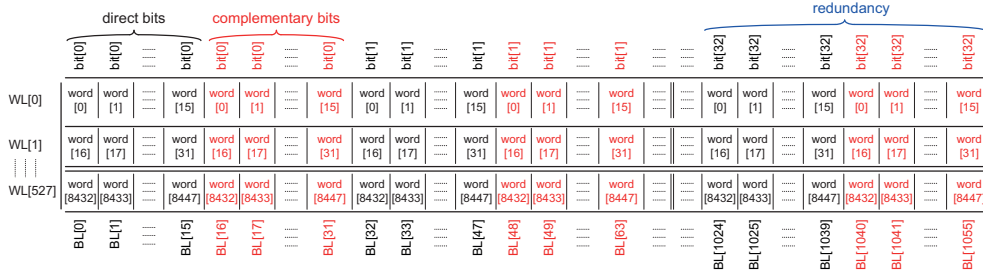 direct bits complementary bits redundancy
bit[0] bit[0] bit[0] bit[0] bit[0] bit[0] bit[1] bit[1] bit[1] bit[1] bit[1] bit[1] bit[32] bit[32] bit[32] bit[32] bit[32] bit[32]
WL[0] word word word word word word word word word word word word word word word word word word
[0] [1] [15] [0] [1] [15] [0] [1] [15] [0] [1] [15] [0] [1] [15] [0] [1] [15]
WL[1] word word word word word word word word word word word word word word word word word word
[16] [17] [31] [16] [17] [31] [16] [17] [31] [16] [17] [31] [16] [17] [31] [16] [17] [31]
WL[527] word word word word word word word word word word word word word word word word word word
[8432] [8433] [8447] [8432] [8433] [8447] [8432] [8433] [8447] [8432] [8433] [8447] [8432] [8433] [8447] [8432] [8433] [8447]
BL[0] BL[1] BL[15] BL[16] BL[17] BL[31] BL[32] BL[33] BL[47] BL[48] BL[49] BL[63] BL[1024] BL[1025] BL[1039] BL[1040] BL[1041] BL[1055]